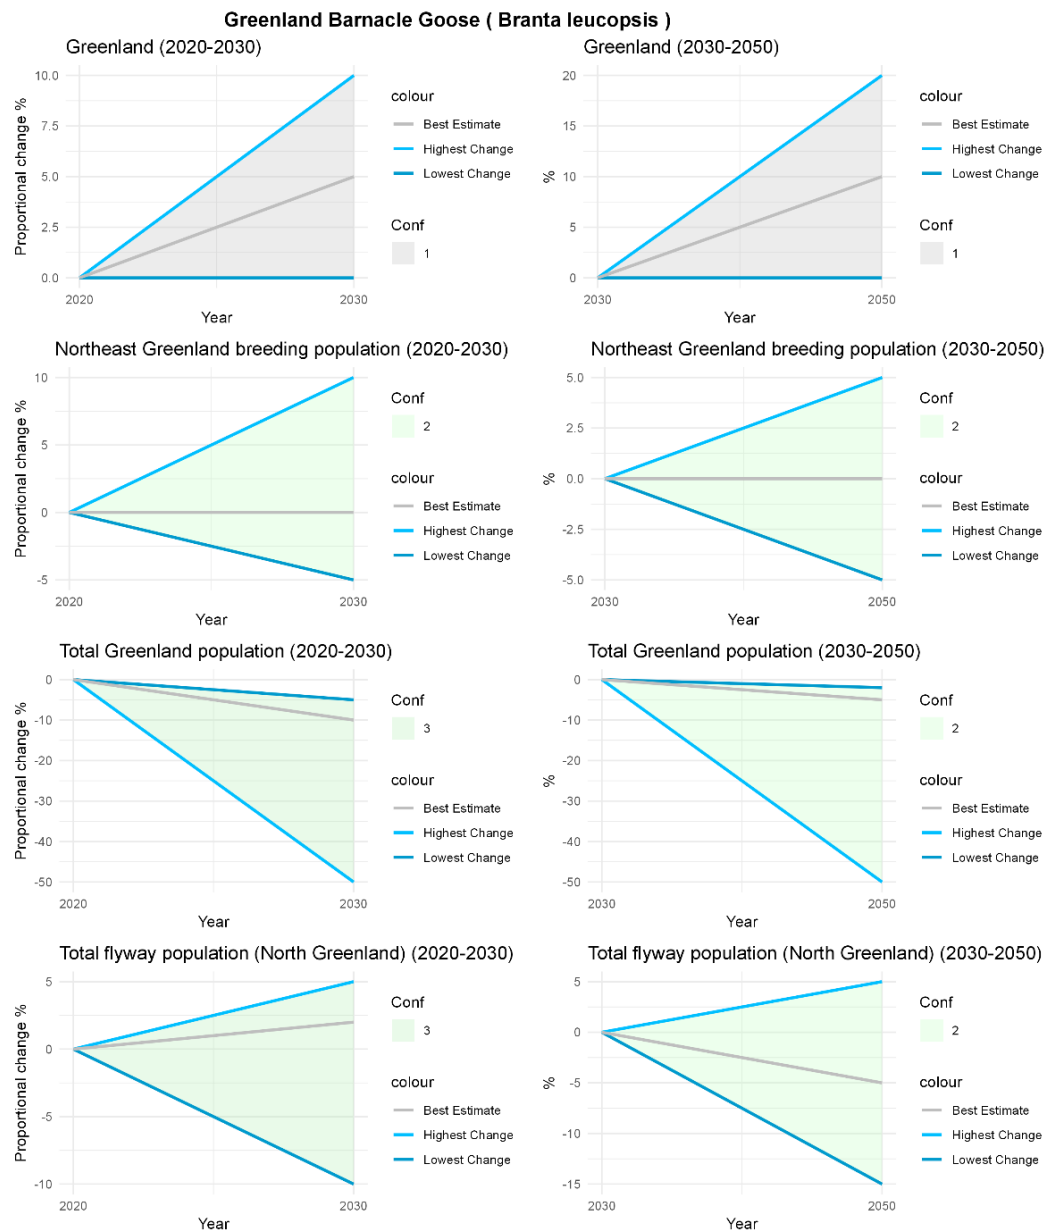 Greenland Barnacle Goose ( Branta leucopsis )
Greenland (2020-2030)
Proportional change %
10.0
7.5
5.0
2.5
0.0
2020
2030
Year
colour
Best Estimate
Highest Change
Lowest Change
Conf
1
Greenland (2030-2050)
%
20
15
10
5
0
2030
2050
Year
colour
Best Estimate
Highest Change
Lowest Change
Conf
1
Northeast Greenland breeding population (2020-2030)
Proportional change %
10
5
0
-5
2020
2030
Year
Conf
2
colour
Best Estimate
Highest Change
Lowest Change
Northeast Greenland breeding population (2030-2050)
%
5.0
2.5
0.0
-2.5
-5.0
2030
2050
Year
Conf
2
colour
Best Estimate
Highest Change
Lowest Change
Total Greenland population (2020-2030)
Proportional change %
0
-10
-20
-30
-40
-50
2020
2030
Year
Conf
3
colour
Best Estimate
Highest Change
Lowest Change
Total Greenland population (2030-2050)
%
0
-10
-20
-30
-40
-50
2030
2050
Year
Conf
2
colour
Best Estimate
Highest Change
Lowest Change
Total flyway population (North Greenland) (2020-2030)
Proportional change %
5
0
-5
-10
2020
2030
Year
Conf
3
colour
Best Estimate
Highest Change
Lowest Change
Total flyway population (North Greenland) (2030-2050)
%
5
0
-5
-10
-15
2030
2050
Year
Conf
2
colour
Best Estimate
Highest Change
Lowest Change